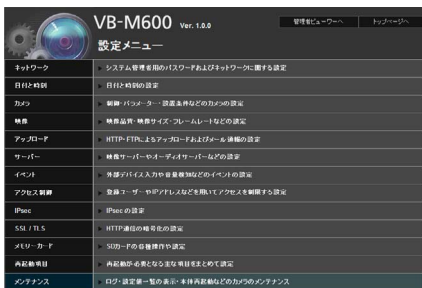 VB-M600 Ver. 1.0.0
管理者ビューワーへ
トップページへ
設定メニュー
ネットワーク システム管理者用のパスワードおよびネットワークに関する設定
日付と時刻 日付と時刻の設定
カメラ 制御・パラメーター・設置条件などのカメラの設定
映像 映像品質・映像サイズ・フレームレートなどの設定
アップロード HTTP・FTPによるアップロードおよびメール通報の設定
サーバー 映像サーバーやオーディオサーバーなどの設定
イベント 外部デバイス入力や音量検知などのイベントの設定
アクセス制御 登録ユーザーやIPアドレスなどを用いてアクセスを制限する設定
IPsec IPsecの設定
SSL / TLS HTTP通信の暗号化の設定
メモリーカード SDカードの各種操作や設定
再起動項目 再起動が必要となる主な項目をまとめて設定
メンテナンス ログ・設定値一覧の表示・本体再起動などのカメラのメンテナンス